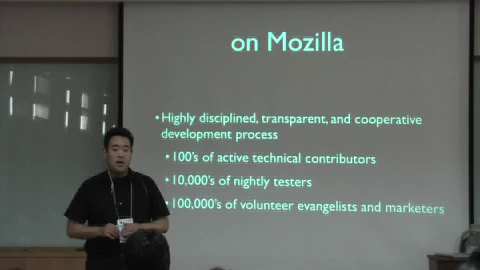 on Mozilla
•Highly disciplined, transparent, and cooperative
development process
•100's of active technical contributors
•10,000's of nightly testers
•100,000's of volunteer evangelists and marketers